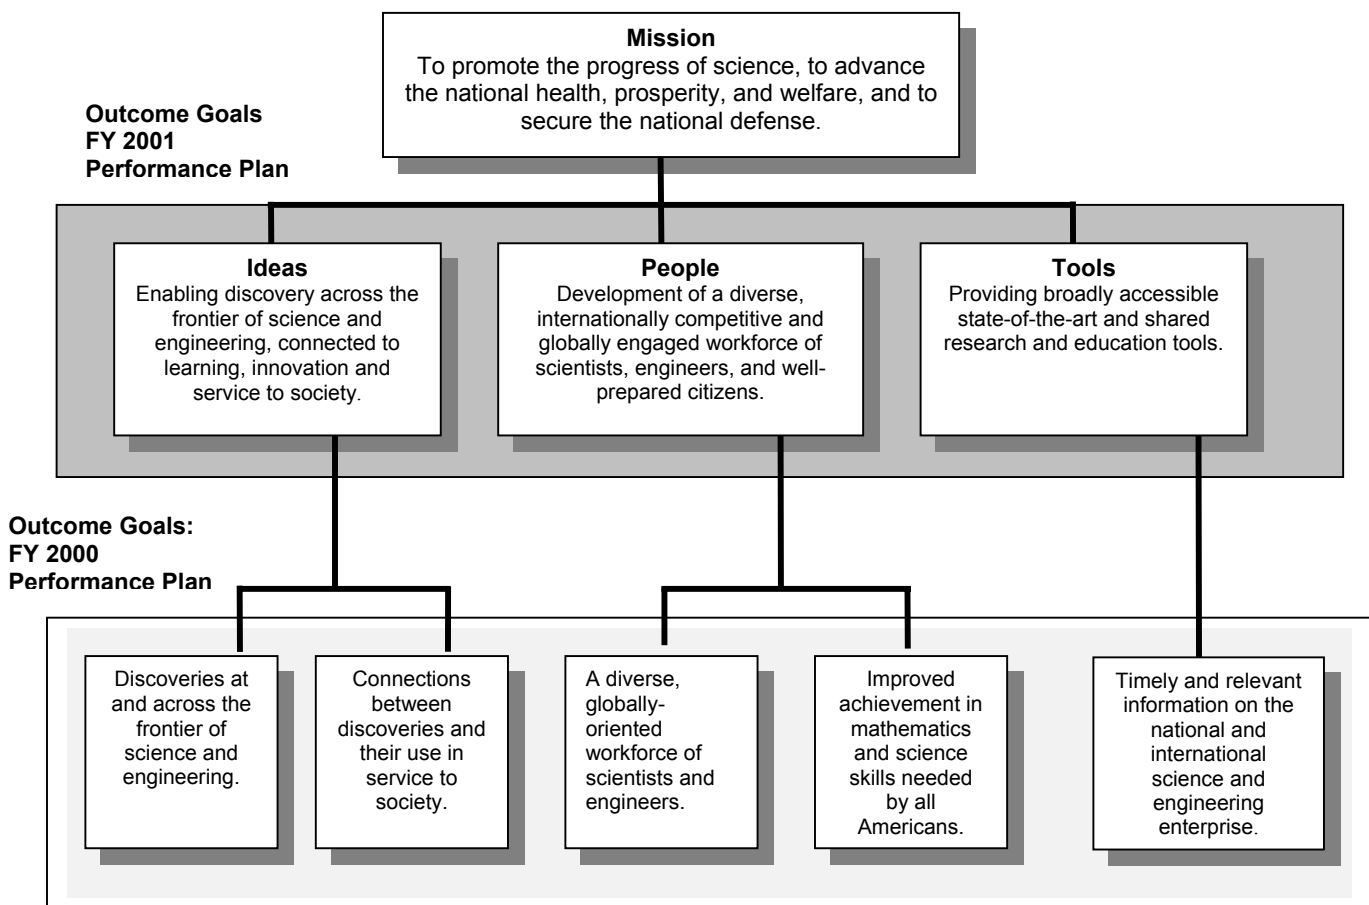 Mission
To promote the progress of science, to advance
the national health, prosperity, and welfare, and to
secure the national defense.
Outcome Goals
FY 2001
Performance Plan
Ideas
Enabling discovery across the
frontier of science and
engineering, connected to
learning, innovation and
service to society.
People
Development of a diverse,
internationally competitive and
globally engaged workforce of
scientists, engineers, and well-
prepared citizens.
Tools
Providing broadly accessible
state-of-the-art and shared
research and education tools.
Outcome Goals:
FY 2000
Performance Plan
Discoveries at
and across the
frontier of
science and
engineering.
Connections
between
discoveries and
their use in
service to
society.
A diverse,
globally-
oriented
workforce of
scientists and
engineers.
Improved
achievement in
mathematics
and science
skills needed
by all
Americans.
Timely and relevant
information on the
national and
international
science and
engineering
enterprise.